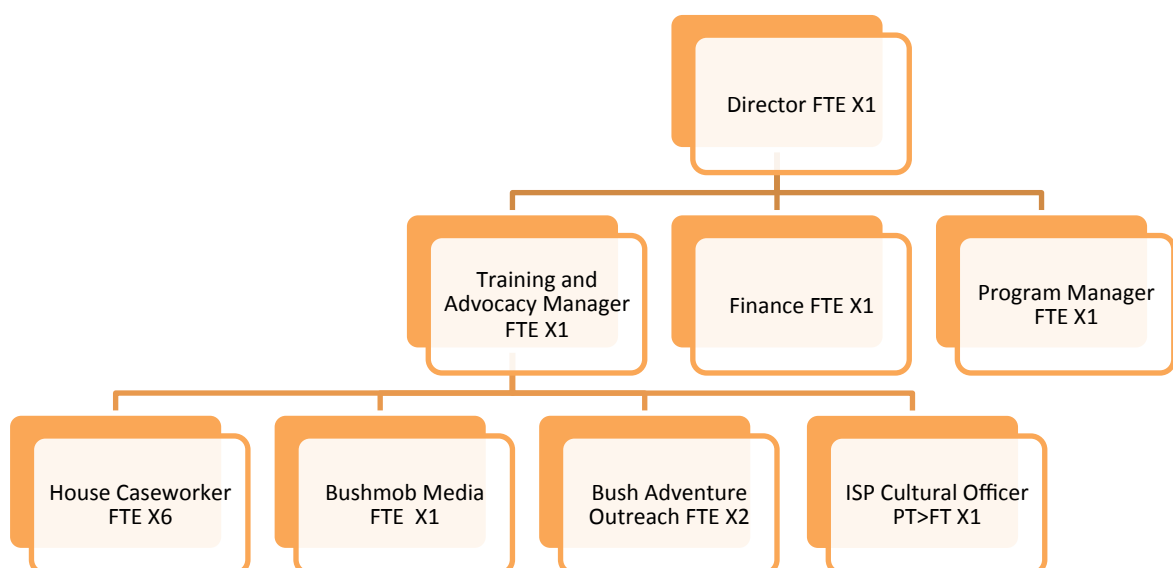 Director FTE X1
Training and
Advocacy Manager
FTE X1
Finance FTE X1
Program Manager
FTE X1
House Caseworker
FTE X6
Bushmob Media
FTE  X1
Bush Adventure
Outreach FTE X2
ISP Cultural Officer
PT>FT X1